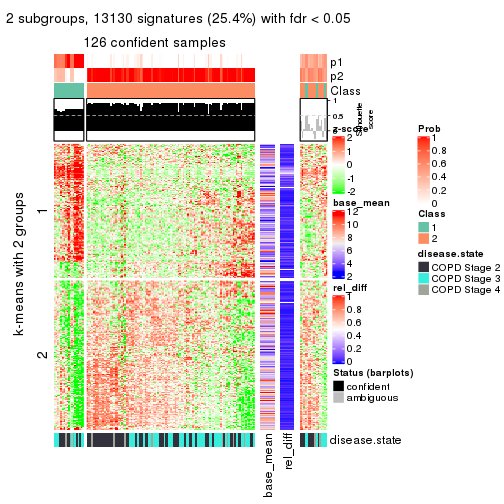 2 subgroups, 13130 signatures (25.4%) with fdr < 0.05
126 confident samples
p1
p2
Class
1
0.5
0
Silhouette
score
z-score
2
1
0
-1
-2
base_mean
12
10
8
6
4
2
rel_diff
1
0.8
0.6
0.4
0.2
0
Status (barplots)
confident
ambiguous
Prob
1
0.8
0.6
0.4
0.2
0
Class
1
2
disease.state
COPD Stage 2
COPD Stage 3
COPD Stage 4
k-means with 2 groups
1
2
disease.state
base_mean
rel_diff